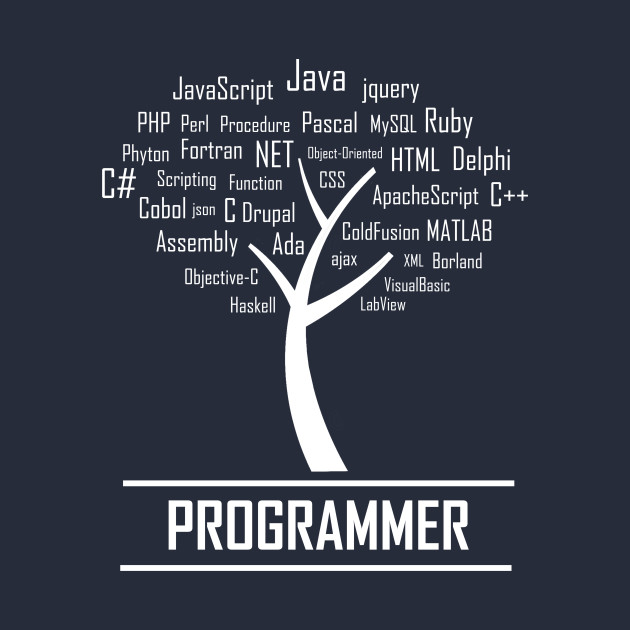 JavaScript Java jquery
PHP Perl Procedure Pascal MySQL Ruby
Phyton Fortran NET Object-Oriented HTML Delphi
C# Scripting Function CSS ApacheScript C++
Cobol json C Drupal ColdFusion MATLAB
Assembly Ada ajax XML Borland
Objective-C VisualBasic
Haskell LabView
PROGRAMMER